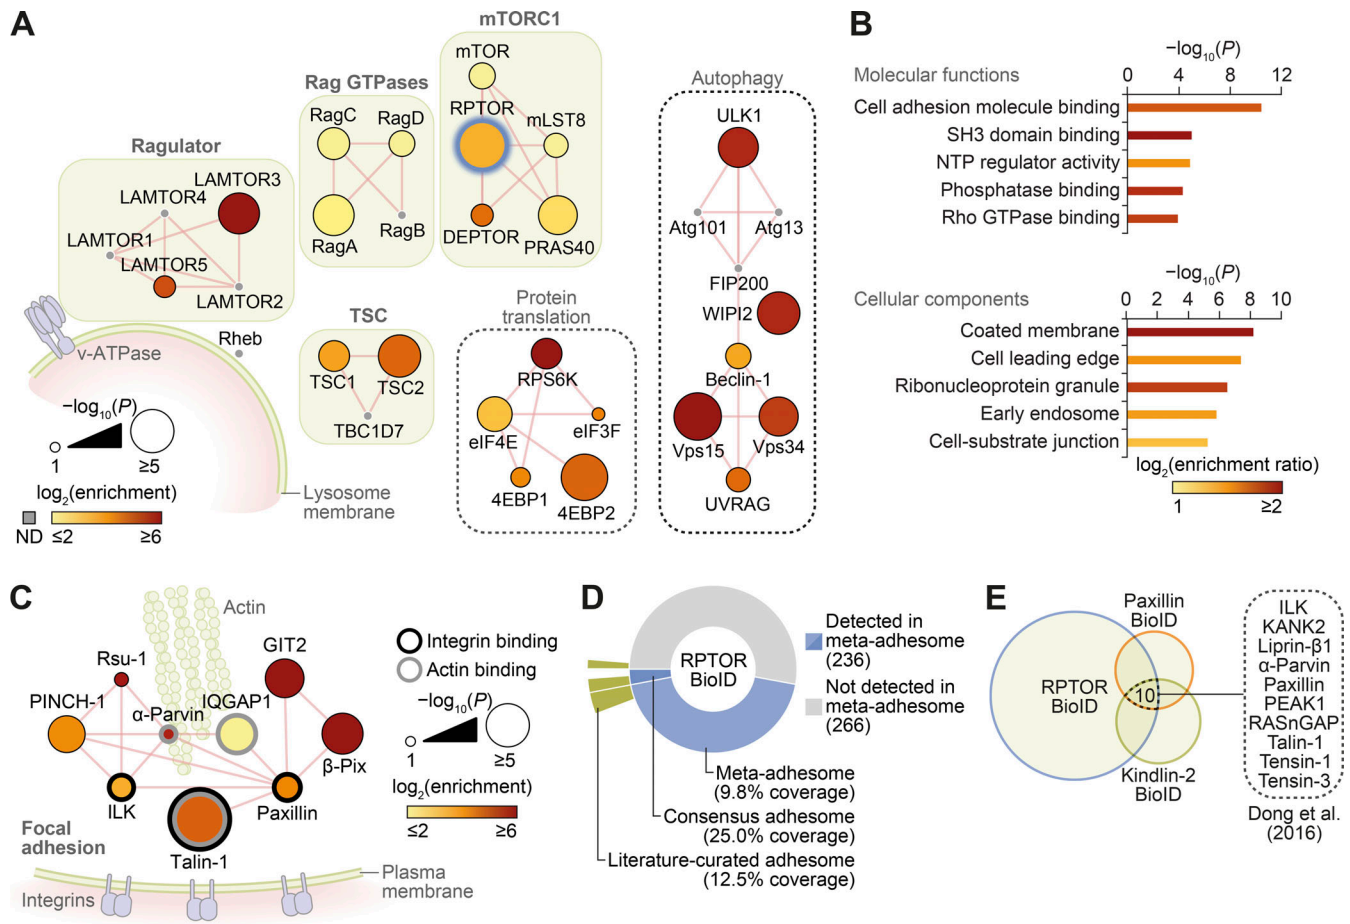 A
mTORC1
mTOR
RPTOR
mLST8
DEPTOR
PRAS40
Rag GTPases
RagC
RagD
RagA
RagB
Ragulator
LAMTOR3
LAMTOR4
LAMTOR1
LAMTOR5
LAMTOR2
v-ATPase
Rheb
TSC
TSC1
TSC2
TBC1D7
Protein
translation
RPS6K
eIF4E
eIF3F
4EBP1
4EBP2
Autophagy
ULK1
Atg101
Atg13
FIP200
WIPI2
Beclin-1
Vps15
Vps34
UVRAG
−log10(P)
1
≥5
log2(enrichment)
ND
≤2
≥6
Lysosome
membrane
B
−log10(P)
Molecular functions
0
4
8
12
Cell adhesion molecule binding
SH3 domain binding
NTP regulator activity
Phosphatase binding
Rho GTPase binding
−log10(P)
Cellular components
0
2
4
6
8
10
Coated membrane
Cell leading edge
Ribonucleoprotein granule
Early endosome
Cell-substrate junction
log2(enrichment ratio)
1
≥2
C
Actin
Rsu-1
GIT2
PINCH-1
α-Parvin
IQGAP1
β-Pix
ILK
Paxillin
Talin-1
Focal
adhesion
Integrins
Plasma
membrane
Integrin binding
Actin binding
−log10(P)
1
≥5
log2(enrichment)
≤2
≥6
D
RPTOR
BioID
Detected in
meta-adhesome
(236)
Not detected in
meta-adhesome
(266)
Meta-adhesome
(9.8% coverage)
Consensus adhesome
(25.0% coverage)
Literature-curated adhesome
(12.5% coverage)
E
Paxillin
BioID
RPTOR
BioID
10
Kindlin-2
BioID
ILK
KANK2
Liprin-β1
α-Parvin
Paxillin
PEAK1
RASnGAP
Talin-1
Tensin-1
Tensin-3
Dong et al.
(2016)